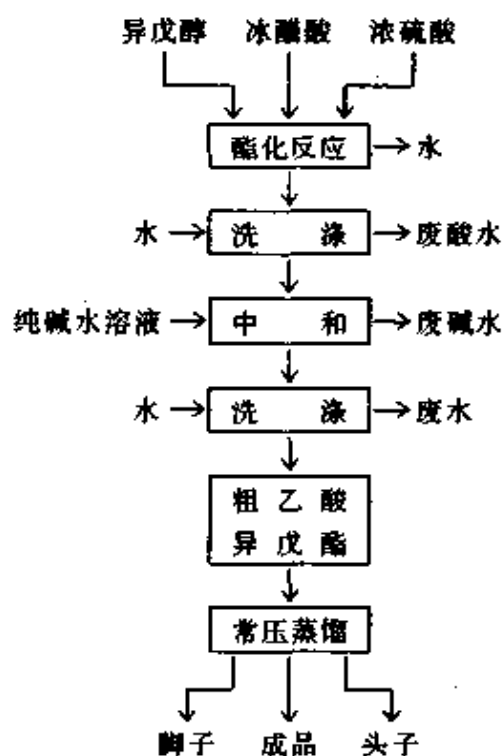 异戊醇 冰醋酸 浓硫酸
酯化反应 水
水 洗涤 废酸水
纯碱水溶液 中和 废碱水
水 洗涤 废水
粗乙酸
异戊酯
常压蒸馏
脚子 成品 头子